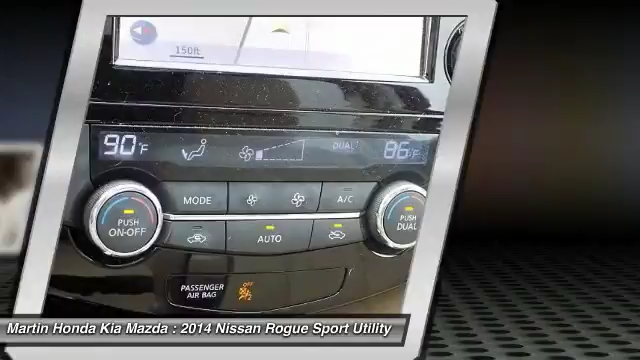 150ft
90°F
DUAL
86°F
MODE
A/C
PUSH
ON-OFF
PUSH
DUAL
AUTO
PASSENGER
AIR BAG
OFF
Martin Honda Kia Mazda : 2014 Nissan Rogue Sport Utility